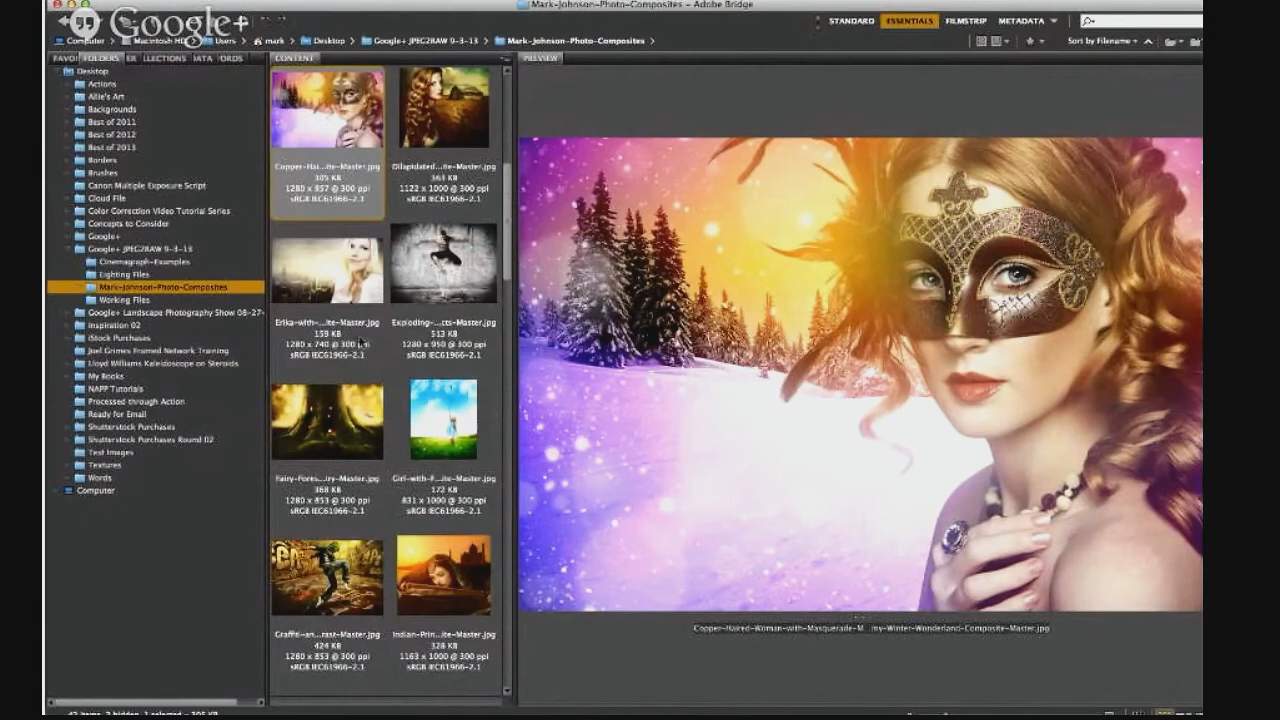 Mark-Johnson-Photo-Composites - Adobe Bridge
Google+
STANDARD ESSENTIALS FILMSTRIP METADATA
Computer Macintosh HD Users mark Desktop Google+ JPEG2RAW 9-3-13 Mark-Johnson-Photo-Composites
Sort by Filename
FAVO FOLDERS ER LLECTIONS ATA ORDS
CONTENT
PREVIEW
Desktop
Actions
Allie's Art
Backgrounds
Best of 2011
Best of 2012
Best of 2013
Borders
Brushes
Canon Multiple Exposure Script
Cloud File
Color Correction Video Tutorial Series
Concepts to Consider
Google+
Google+ JPEG2RAW 9-3-13
Cinemagraph-Examples
Lighting Files
Mark-Johnson-Photo-Composites
Working Files
Google+ Landscape Photography Show 08-27-
Inspiration 02
iStock Purchases
Joel Grimes Framed Network Training
Lloyd Williams Kaleidoscope on Steroids
My Books
NAPP Tutorials
Processed through Action
Ready for Email
Shutterstock Purchases
Shutterstock Purchases Round 02
Test Images
Textures
Words
Computer
Copper-Hai...ite-Master.jpg
305 KB
1280 x 957 @ 300 ppi
sRGB IEC61966-2.1
Dilapidated...ite-Master.jpg
363 KB
1122 x 1000 @ 300 ppi
sRGB IEC61966-2.1
Erika-with-...ite-Master.jpg
159 KB
1280 x 740 @ 300 ppi
sRGB IEC61966-2.1
Exploding-...cts-Master.jpg
513 KB
1280 x 950 @ 300 ppi
sRGB IEC61966-2.1
Fairy-Fores...ry-Master.jpg
368 KB
1280 x 853 @ 300 ppi
sRGB IEC61966-2.1
Girl-with-F...ite-Master.jpg
172 KB
831 x 1000 @ 300 ppi
sRGB IEC61966-2.1
Graffiti-an...rast-Master.jpg
424 KB
1280 x 853 @ 300 ppi
sRGB IEC61966-2.1
Indian-Prin...ite-Master.jpg
328 KB
1163 x 1000 @ 300 ppi
sRGB IEC61966-2.1
Copper-Haired-Woman-with-Masquerade-M my-Winter-Wonderland-Composite-Master.jpg